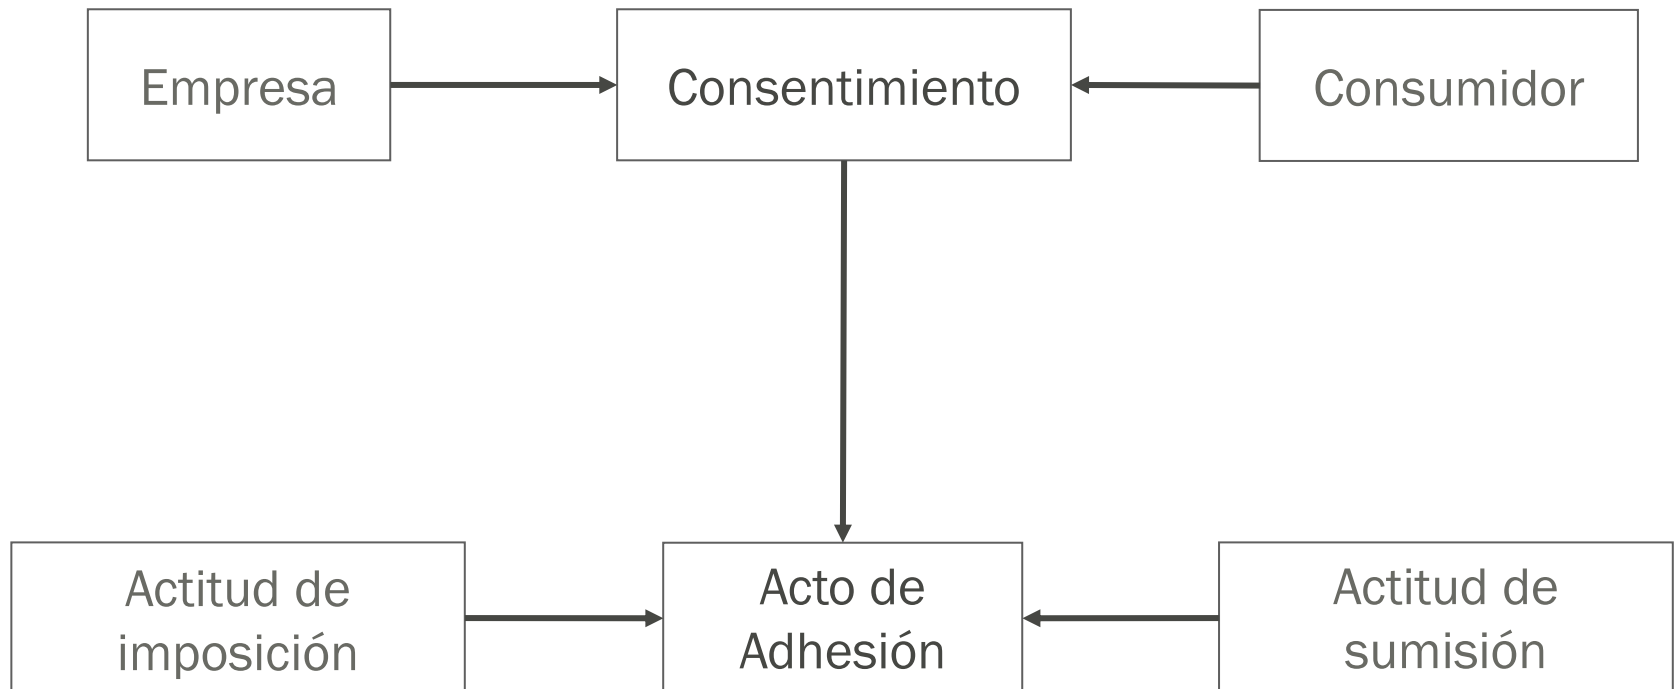 Empresa
Consentimiento
Consumidor
Actitud de
imposición
Acto de
Adhesión
Actitud de
sumisión